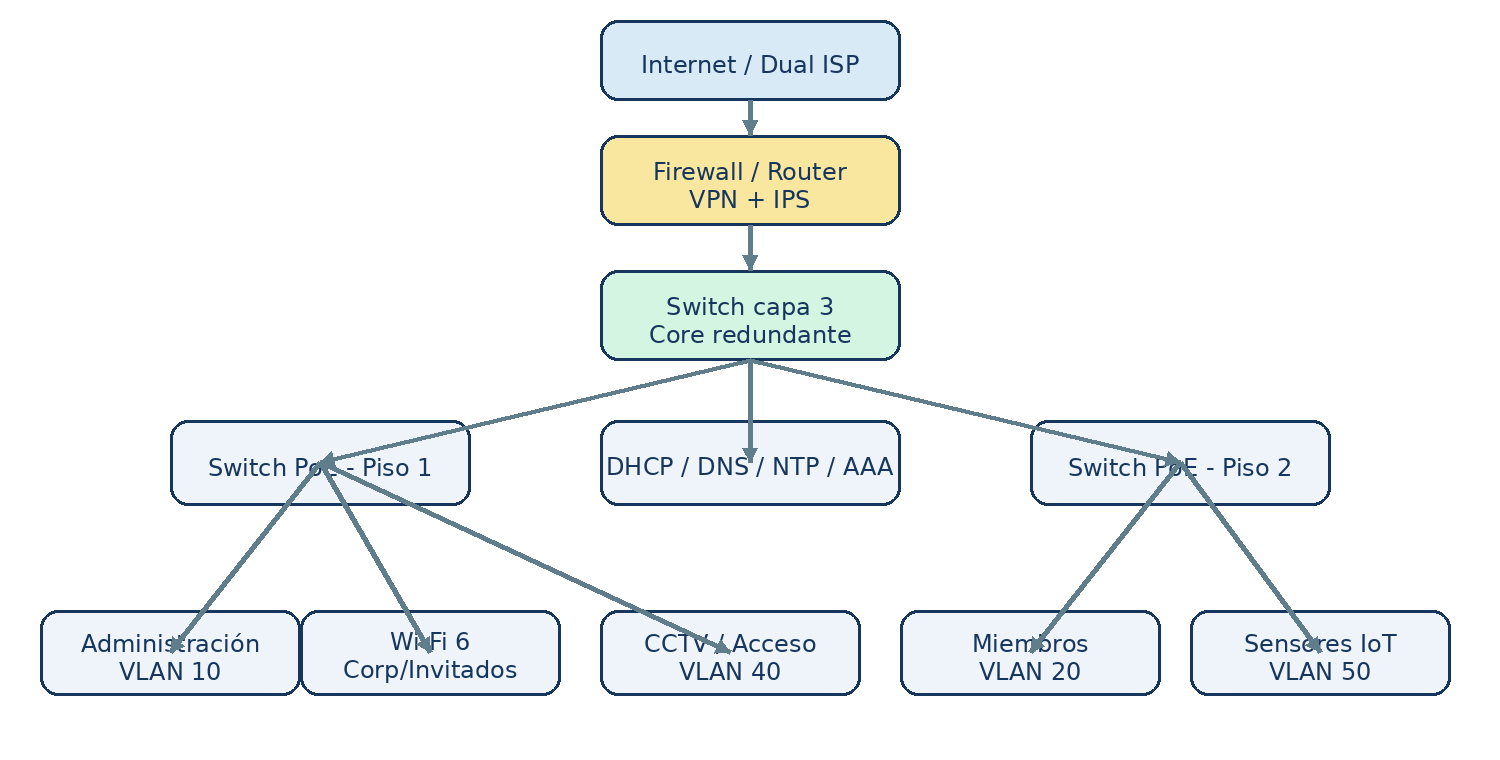 Internet / Dual ISP
Firewall / Router
VPN + IPS
Switch capa 3
Core redundante
Switch PoE - Piso 1
DHCP / DNS / NTP / AAA
Switch PoE - Piso 2
Administración
VLAN 10
WiFi 6
Corp/Invitados
CCTV / Acceso
VLAN 40
Miembros
VLAN 20
Sensores IoT
VLAN 50